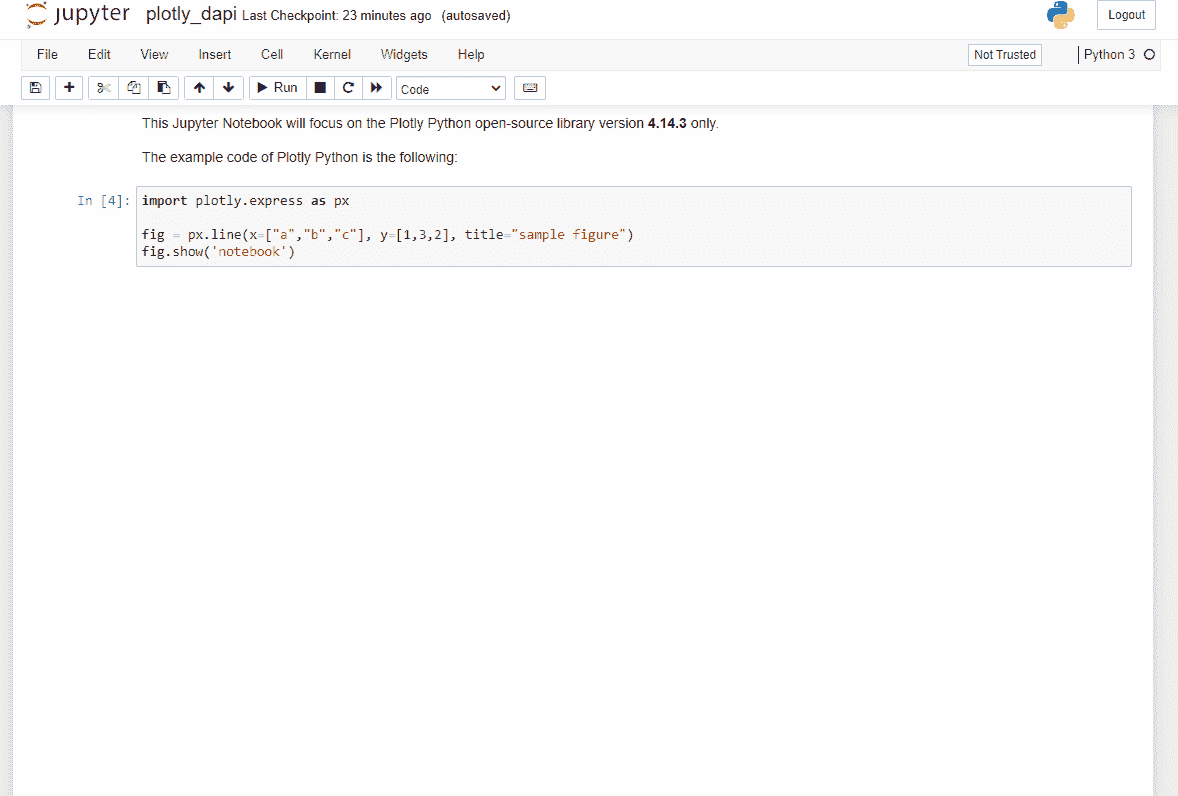 jupyter plotly_dapi Last Checkpoint: 23 minutes ago (autosaved) Logout
File Edit View Insert Cell Kernel Widgets Help Not Trusted Python 3
Run Code
This Jupyter Notebook will focus on the Plotly Python open-source library version 4.14.3 only.
The example code of Plotly Python is the following:
In [4]: import plotly.express as px
fig = px.line(x=["a","b","c"], y=[1,3,2], title="sample figure")
fig.show('notebook')